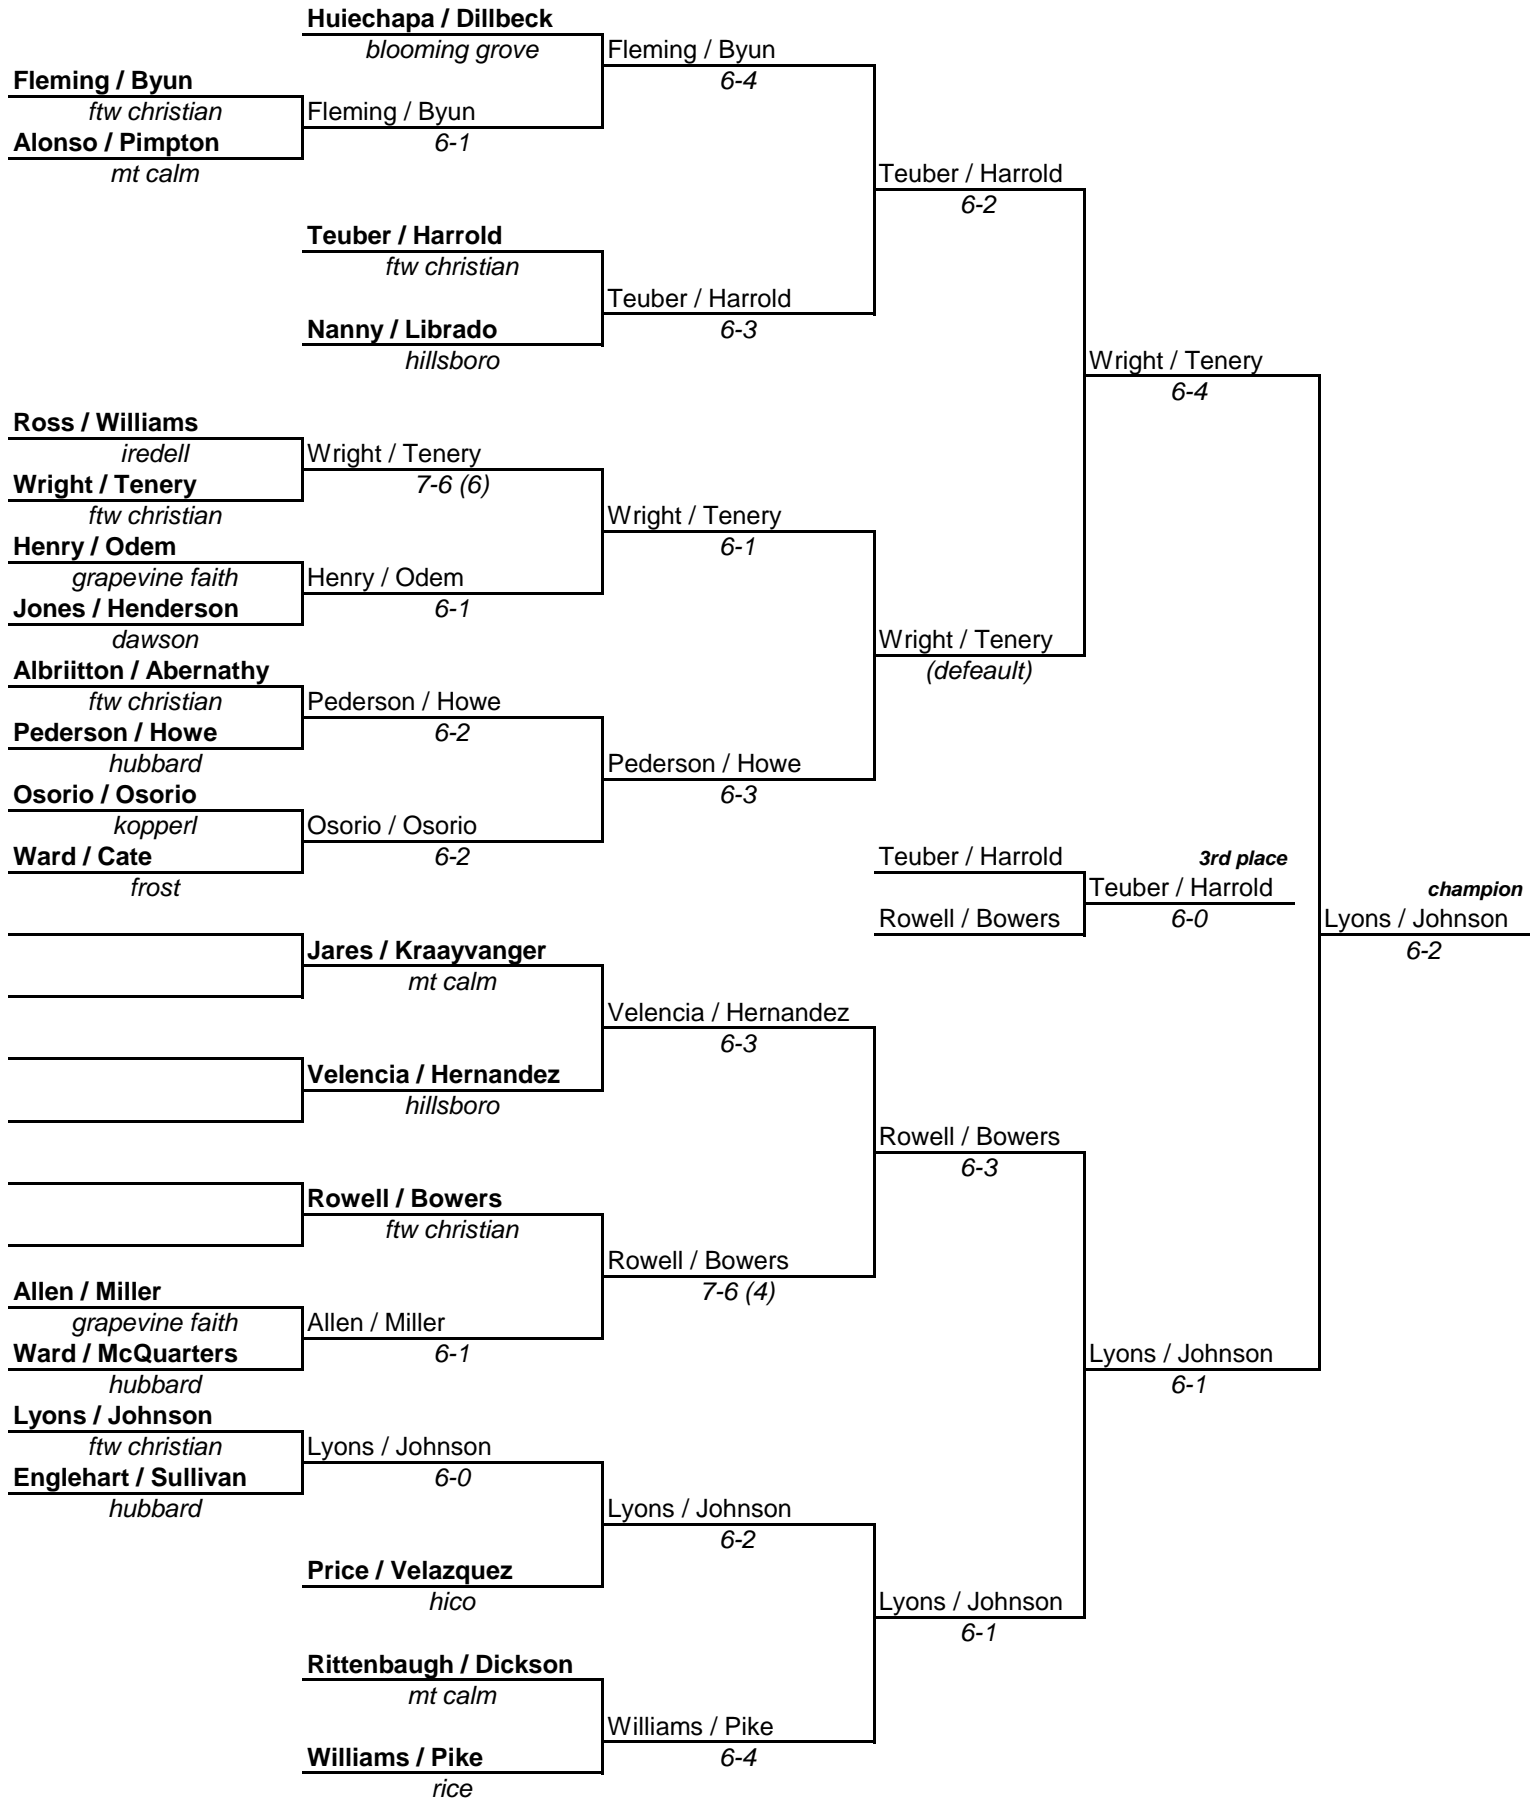 Huiechapa / Dillbeck
blooming grove
Fleming / Byun
6-4
Fleming / Byun
ftw christian
Fleming / Byun
6-1
Alonso / Pimpton
mt calm
Teuber / Harrold
6-2
Teuber / Harrold
ftw christian
Teuber / Harrold
6-3
Nanny / Librado
hillsboro
Wright / Tenery
6-4
Ross / Williams
iredell
Wright / Tenery
7-6 (6)
Wright / Tenery
ftw christian
Wright / Tenery
6-1
Henry / Odem
grapevine faith
Henry / Odem
6-1
Jones / Henderson
dawson
Wright / Tenery
(defeault)
Albriitton / Abernathy
ftw christian
Pederson / Howe
6-2
Pederson / Howe
hubbard
Pederson / Howe
6-3
Osorio / Osorio
kopperl
Osorio / Osorio
6-2
Ward / Cate
frost
Teuber / Harrold
3rd place
Teuber / Harrold
6-0
Rowell / Bowers
champion
Lyons / Johnson
6-2
Jares / Kraayvanger
mt calm
Velencia / Hernandez
6-3
Velencia / Hernandez
hillsboro
Rowell / Bowers
6-3
Rowell / Bowers
ftw christian
Rowell / Bowers
7-6 (4)
Allen / Miller
grapevine faith
Allen / Miller
6-1
Ward / McQuarters
hubbard
Lyons / Johnson
6-1
Lyons / Johnson
ftw christian
Lyons / Johnson
6-0
Englehart / Sullivan
hubbard
Lyons / Johnson
6-2
Price / Velazquez
hico
Lyons / Johnson
6-1
Rittenbaugh / Dickson
mt calm
Williams / Pike
6-4
Williams / Pike
rice